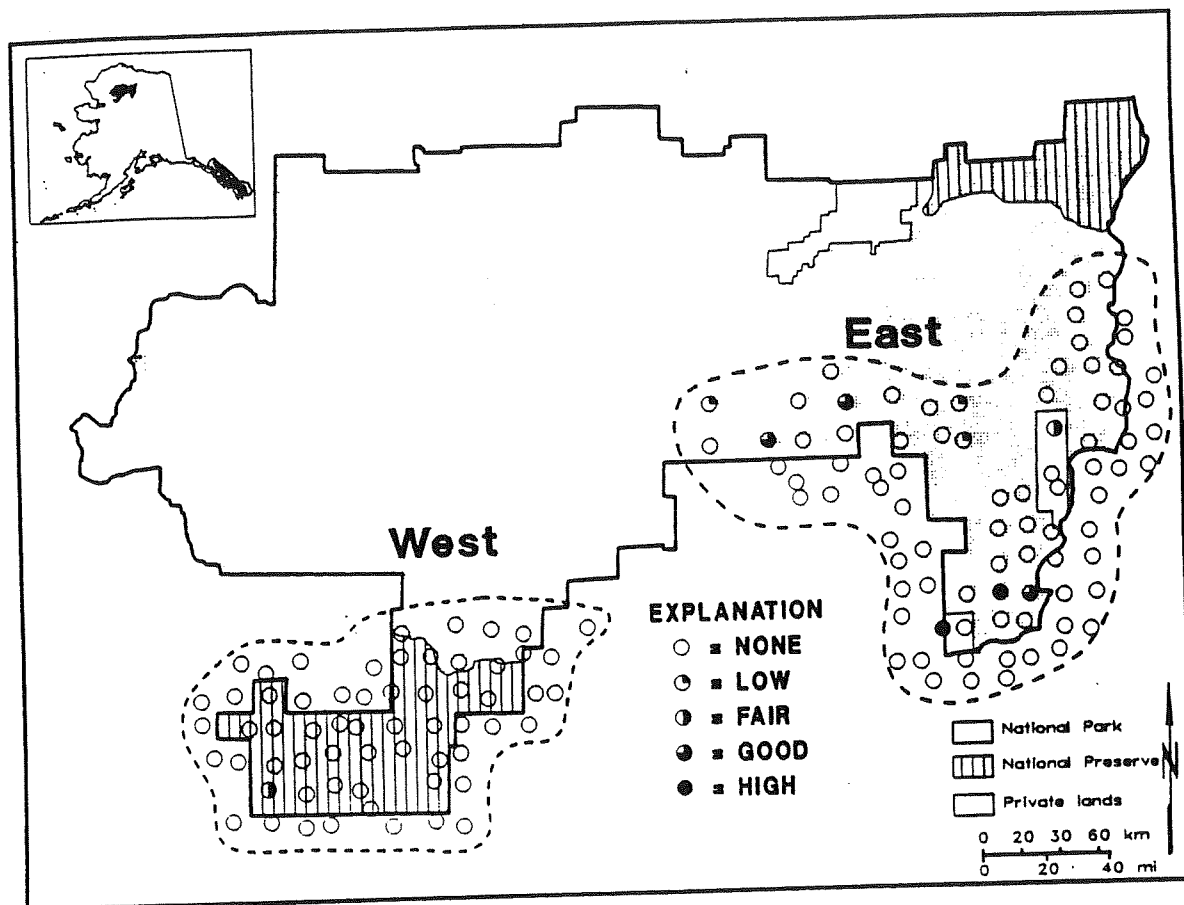 East
West
EXPLANATION
= NONE
= LOW
= FAIR
= GOOD
= HIGH
National Park
National Preserve
Private lands
N
0 20 30 60 km
0 20 40 mi